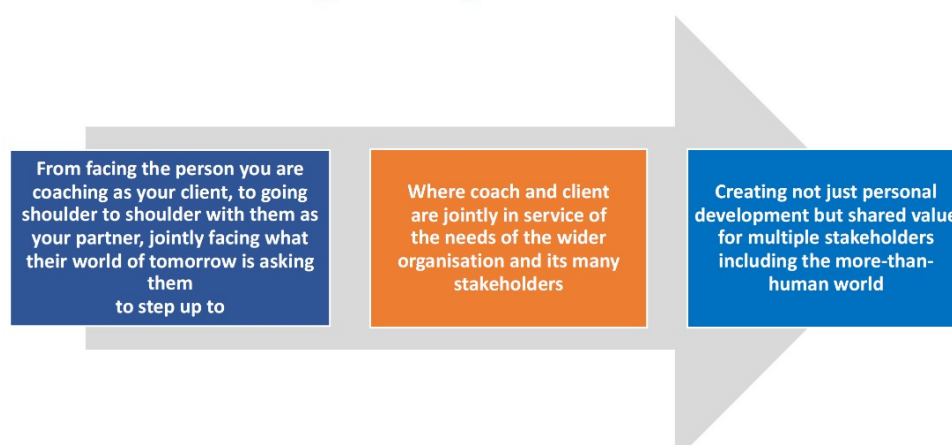 From facing the person you are
coaching as your client, to going
shoulder to shoulder with them as
your partner, jointly facing what
their world of tomorrow is asking
them
to step up to
Where coach and client
are jointly in service of
the needs of the wider
organisation and its many
stakeholders
Creating not just personal
development but shared value
for multiple stakeholders
including the more-than-
human world